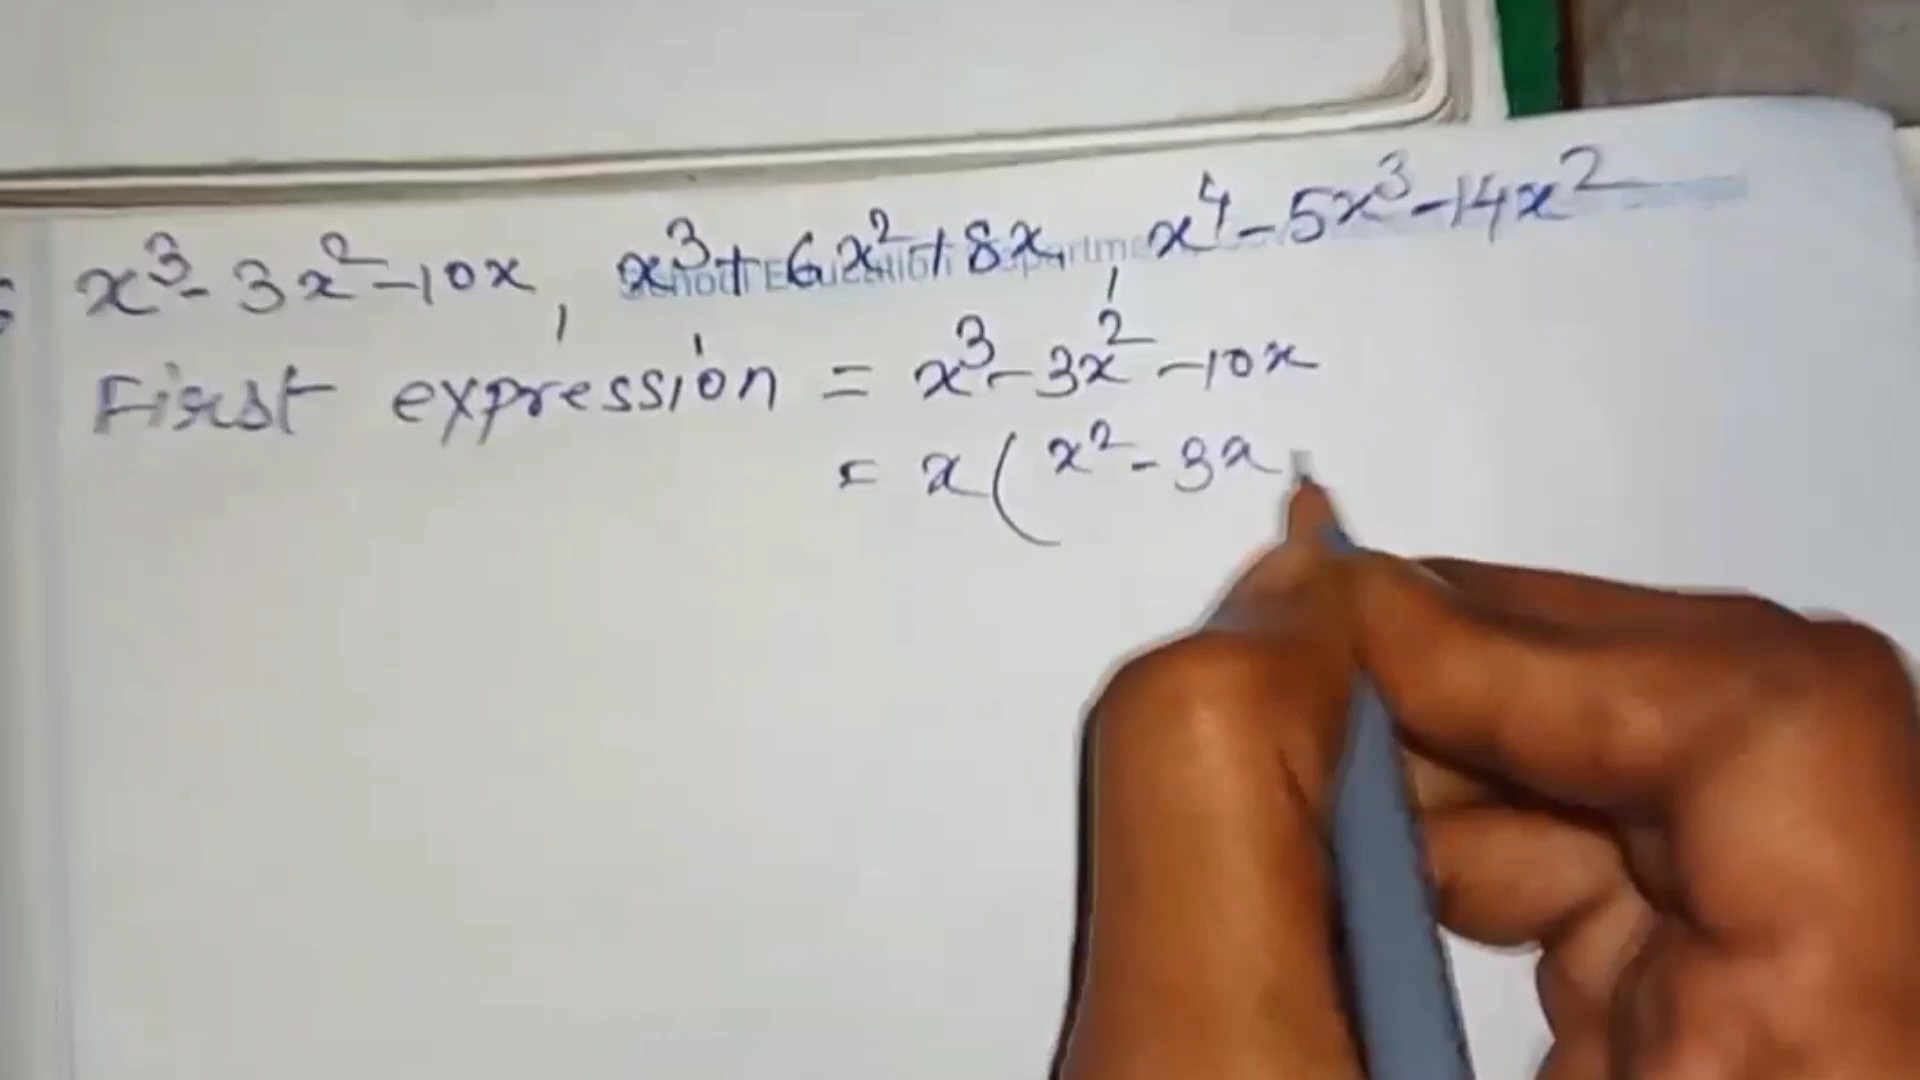 x³ - 3x² - 10x, x³ + 6x² + 8x, x⁴ - 5x³ - 14x²
First expression = x³ - 3x² - 10x
= x ( x² - 3x